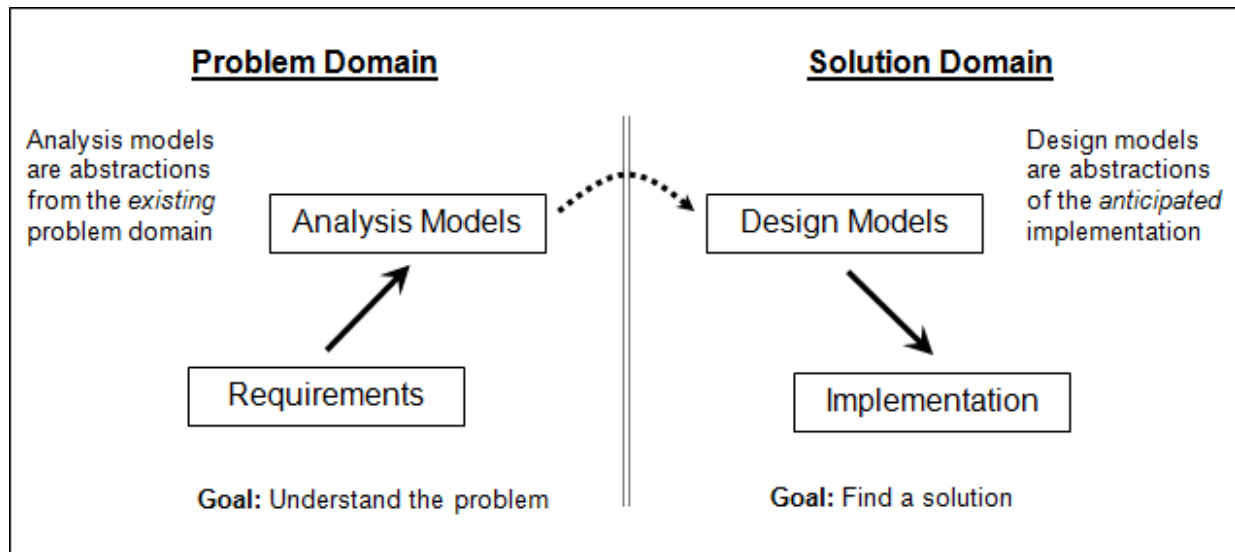 Problem Domain
Analysis models
are abstractions
from the existing
problem domain
Analysis Models
Requirements
Goal: Understand the problem
Solution Domain
Design models
are abstractions
of the anticipated
implementation
Design Models
Implementation
Goal: Find a solution